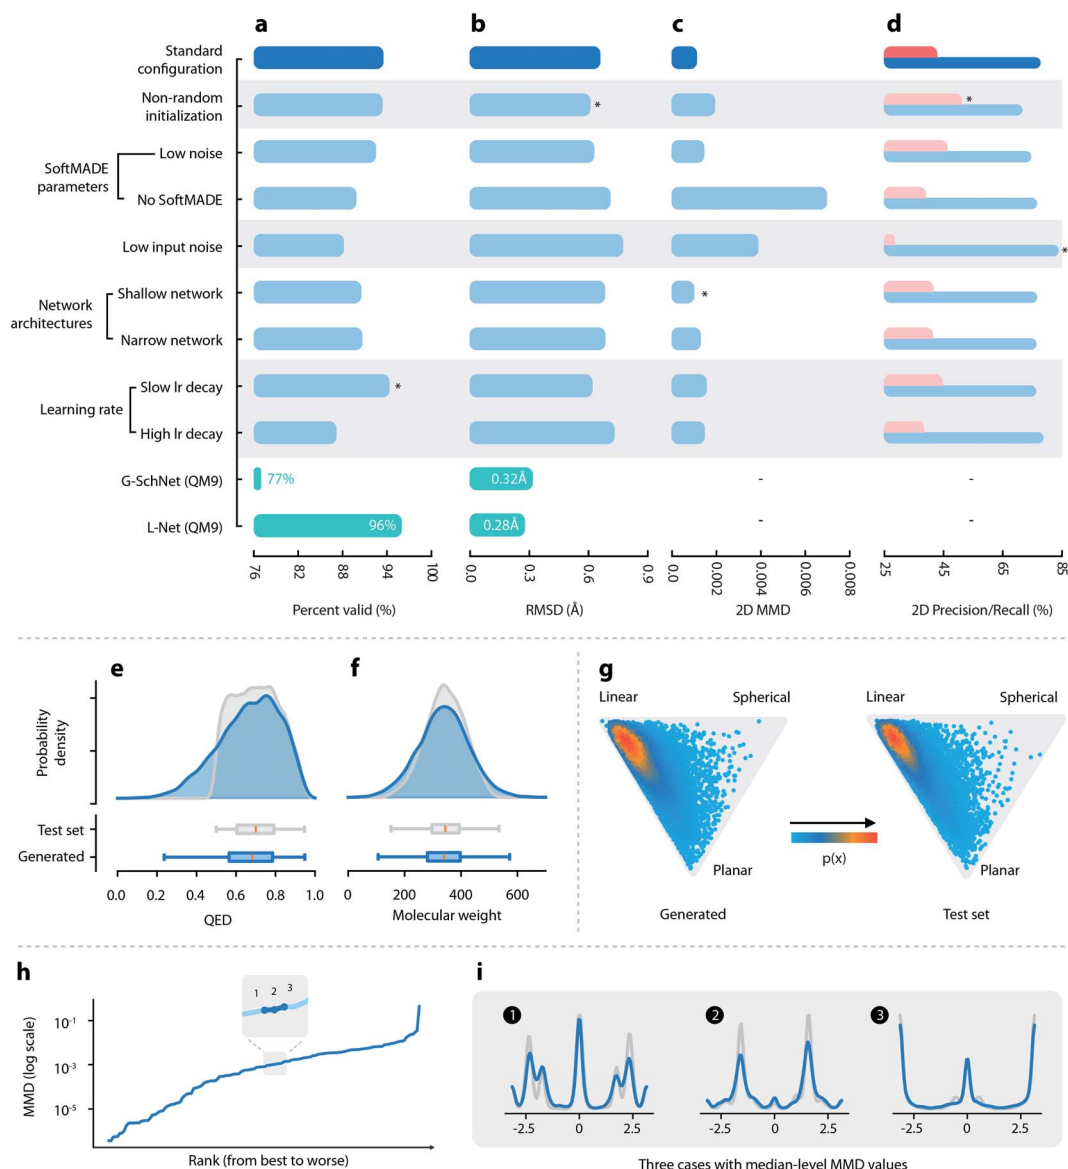 a
b
c
d
Standard
configuration
Non-random
initialization
*
*
SoftMADE
parameters
Low noise
No SoftMADE
Low input noise
*
Network
architectures
Shallow network
*
Narrow network
Learning rate
Slow lr decay
*
High lr decay
G-SchNet (QM9)
77%
0.32Å
-
-
L-Net (QM9)
96%
0.28Å
-
-
76 82 88 94 100
0.0 0.3 0.6 0.9
0.0 0.002 0.004 0.006 0.008
25 45 65 85
Percent valid (%)
RMSD (Å)
2D MMD
2D Precision/Recall (%)
e
f
Probability
density
Test set
Generated
0.0 0.2 0.4 0.6 0.8 1.0
QED
0 200 400 600
Molecular weight
g
Linear
Spherical
Planar
Generated
p(x)
Linear
Spherical
Planar
Test set
h
MMD (log scale)
10-1
10-3
10-5
1 2 3
Rank (from best to worse)
i
1
2
3
-2.5 0 2.5
-2.5 0 2.5
-2.5 0 2.5
Three cases with median-level MMD values